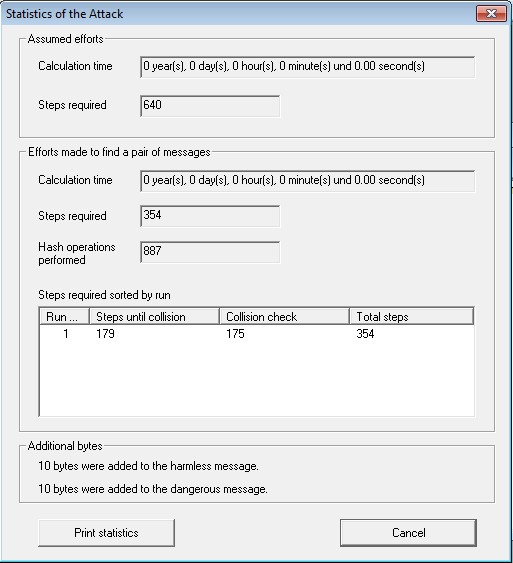 Statistics of the Attack
Assumed efforts
Calculation time 0 year(s), 0 day(s), 0 hour(s), 0 minute(s) und 0.00 second(s)
Steps required 640
Efforts made to find a pair of messages
Calculation time 0 year(s), 0 day(s), 0 hour(s), 0 minute(s) und 0.00 second(s)
Steps required 354
Hash operations
performed 887
Steps required sorted by run
Run ... Steps until collision Collision check Total steps
1 179 175 354
Additional bytes
10 bytes were added to the harmless message.
10 bytes were added to the dangerous message.
Print statistics Cancel